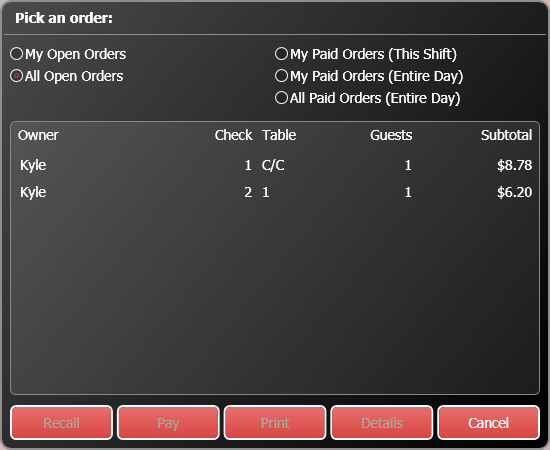 Pick an order:
My Open Orders
All Open Orders
My Paid Orders (This Shift)
My Paid Orders (Entire Day)
All Paid Orders (Entire Day)
Owner Check Table Guests Subtotal
Kyle 1 C/C 1 $8.78
Kyle 2 1 1 $6.20
Recall Pay Print Details Cancel